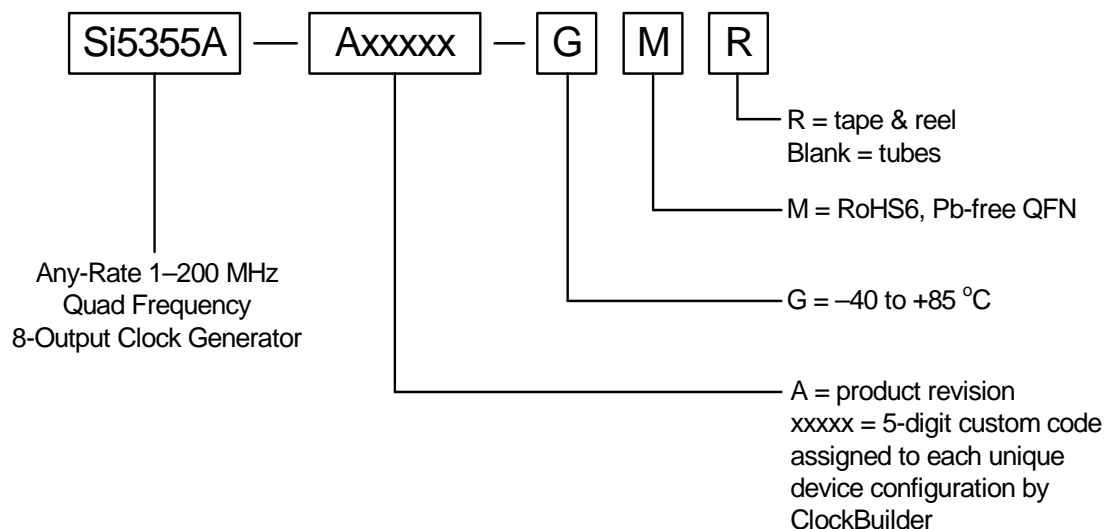 Si5355A — Axxxxx — G M R
R = tape & reel
Blank = tubes
M = RoHS6, Pb-free QFN
Any-Rate 1–200 MHz
Quad Frequency
8-Output Clock Generator
G = –40 to +85 °C
A = product revision
xxxxx = 5-digit custom code
assigned to each unique
device configuration by
ClockBuilder